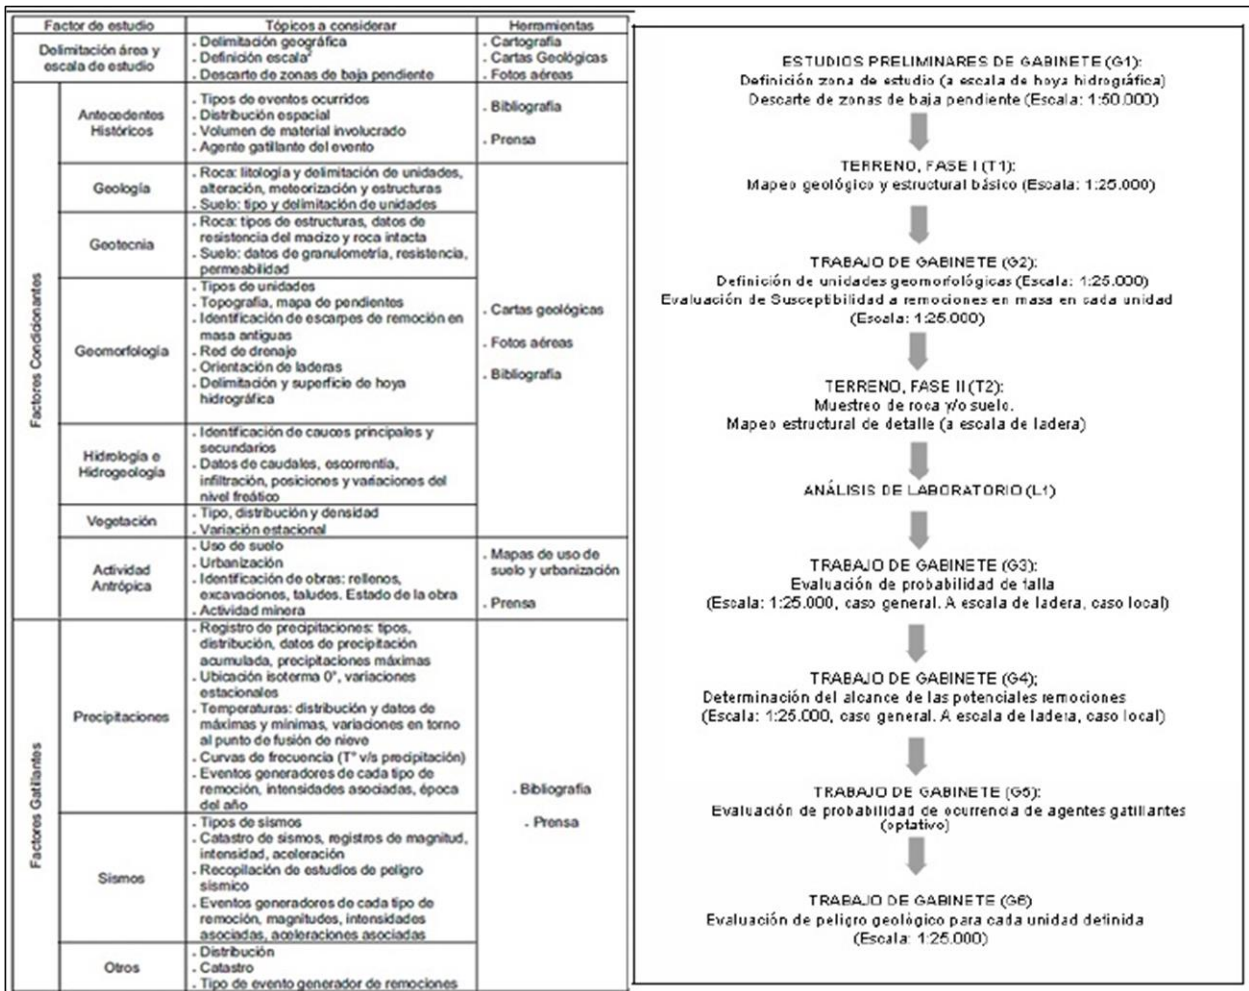 Factor de estudio
Tópicos a considerar
Herramientas
Delimitación área y
escala de estudio
. Delimitación geográfica
. Definición escala²
. Descarte de zonas de baja pendiente
. Cartografía
. Cartas Geológicas
. Fotos aéreas
Factores Condicionantes
Antecedentes
Históricos
. Tipos de eventos ocurridos
. Distribución espacial
. Volumen de material involucrado
. Agente gatillante del evento
. Bibliografía
. Prensa
Geología
. Roca: litología y delimitación de unidades,
alteración, meteorización y estructuras
. Suelo: tipo y delimitación de unidades
Geotecnia
. Roca: tipos de estructuras, datos de
resistencia del macizo y roca intacta
. Suelo: datos de granulometría, resistencia,
permeabilidad
Geomorfología
. Tipos de unidades
. Topografía, mapa de pendientes
. Identificación de escarpes de remoción en
masa antiguas
. Red de drenaje
. Orientación de laderas
. Delimitación y superficie de hoya
hidrográfica
. Cartas geológicas
. Fotos aéreas
. Bibliografía
Hidrología e
Hidrogeología
. Identificación de cauces principales y
secundarios
. Datos de caudales, escorrentía,
infiltración, posiciones y variaciones del
nivel freático
Vegetación
. Tipo, distribución y densidad
. Variación estacional
Actividad
Antrópica
. Uso de suelo
. Urbanización
. Identificación de obras: rellenos,
excavaciones, taludes. Estado de la obra
. Actividad minera
. Mapas de uso de
suelo y urbanización
. Prensa
Factores Gatillantes
Precipitaciones
. Registro de precipitaciones: tipos,
distribución, datos de precipitación
acumulada, precipitaciones máximas
. Ubicación isoterma 0°, variaciones
estacionales
. Temperaturas: distribución y datos de
máximas y mínimas, variaciones en torno
al punto de fusión de nieve
. Curvas de frecuencia (T° v/s precipitación)
. Eventos generadores de cada tipo de
remoción, intensidades asociadas, época
del año
. Bibliografía
. Prensa
Sismos
. Tipos de sismos
. Catastro de sismos, registros de magnitud,
intensidad, aceleración
. Recopilación de estudios de peligro
sísmico
. Eventos generadores de cada tipo de
remoción, magnitudes, intensidades
asociadas, aceleraciones asociadas
Otros
. Distribución
. Catastro
. Tipo de evento generador de remociones
ESTUDIOS PRELIMINARES DE GABINETE (G1):
Definición zona de estudio (a escala de hoya hidrográfica)
Descarte de zonas de baja pendiente (Escala: 1:50.000)
TERRENO, FASE I (T1):
Mapeo geológico y estructural básico (Escala: 1:25.000)
TRABAJO DE GABINETE (G2):
Definición de unidades geomorfológicas (Escala: 1:25.000)
Evaluación de Susceptibilidad a remociones en masa en cada unidad
(Escala: 1:25.000)
TERRENO, FASE II (T2):
Muestreo de roca y/o suelo.
Mapeo estructural de detalle (a escala de ladera)
ANÁLISIS DE LABORATORIO (L1)
TRABAJO DE GABINETE (G3):
Evaluación de probabilidad de falla
(Escala: 1:25.000, caso general. A escala de ladera, caso local)
TRABAJO DE GABINETE (G4);
Determinación del alcance de las potenciales remociones
(Escala: 1:25.000, caso general. A escala de ladera, caso local)
TRABAJO DE GABINETE (G5):
Evaluación de probabilidad de ocurrencia de agentes gatillantes
(optativo)
TRABAJO DE GABINETE (G6)
Evaluación de peligro geológico para cada unidad definida
(Escala: 1:25.000)